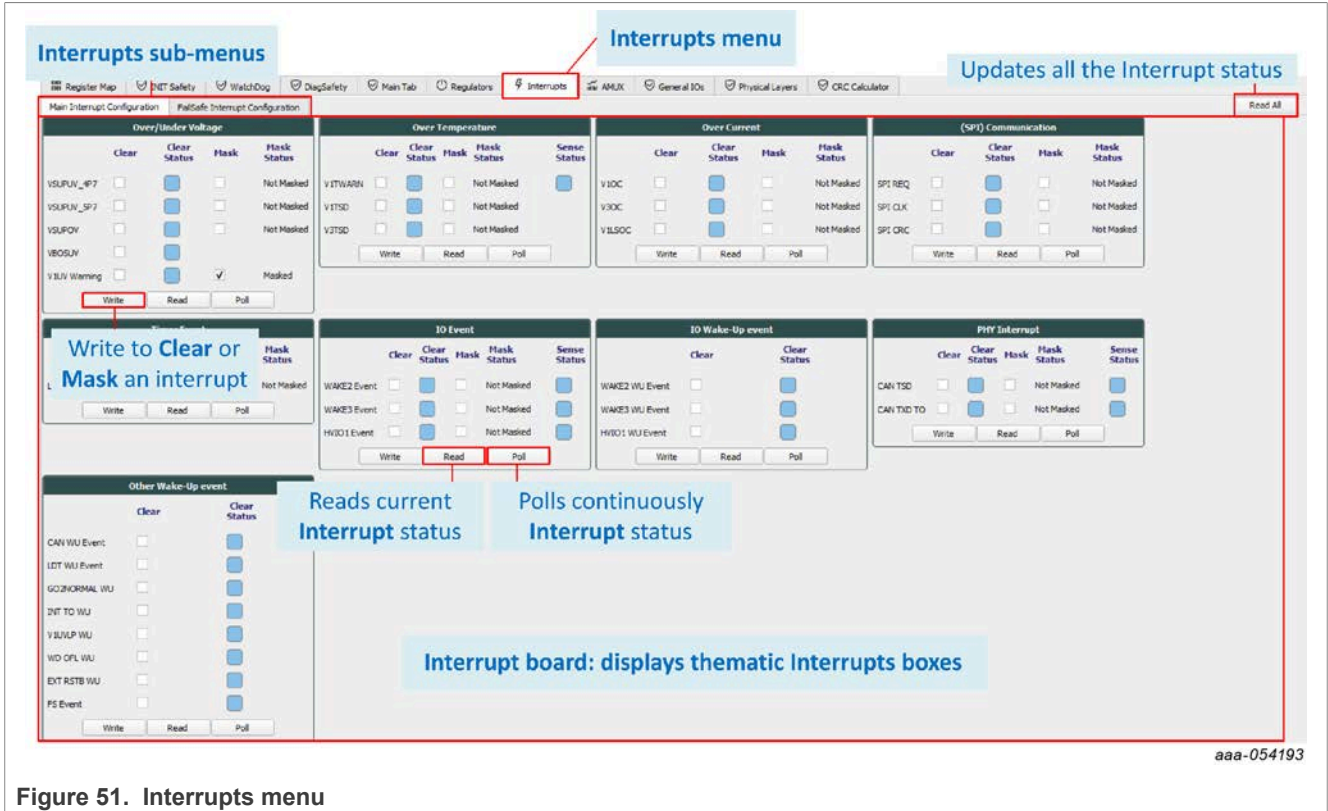 Interrupts sub-menus
Interrupts menu
Updates all the Interrupt status
Register Map INIT Safety WatchDog DiagSafety Main Tab Regulators Interrupts AMUX General IOs Physical Layers CRC Calculator
Main Interrupt Configuration FailSafe Interrupt Configuration Read All
Over/Under Voltage
Clear Clear Status Mask Mask Status
VSUPUV_4P7 Not Masked
VSUPUV_5P7 Not Masked
VSUPOV Not Masked
VBOSUV
V1UV Warning Masked
Write Read Poll
Over Temperature
Clear Clear Status Mask Mask Status Sense Status
V1TWARN Not Masked
V1TSD Not Masked
V3TSD Not Masked
Write Read Poll
Over Current
Clear Clear Status Mask Mask Status
V1OC Not Masked
V3OC Not Masked
V1LSOC Not Masked
Write Read Poll
(SPI) Communication
Clear Clear Status Mask Mask Status
SPI REQ Not Masked
SPI CLK Not Masked
SPI CRC Not Masked
Write Read Poll
Write to Clear or
Mask an interrupt
Mask Status
Not Masked
Write Read Poll
IO Event
Clear Clear Status Mask Mask Status Sense Status
WAKE2 Event Not Masked
WAKE3 Event Not Masked
HVIO1 Event Not Masked
Write Read Poll
IO Wake-Up event
Clear Clear Status
WAKE2 WU Event
WAKE3 WU Event
HVIO1 WU Event
Write Read Poll
PHY Interrupt
Clear Clear Status Mask Mask Status Sense Status
CAN TSD Not Masked
CAN TXD TO Not Masked
Write Read Poll
Reads current
Interrupt status
Polls continuously
Interrupt status
Other Wake-Up event
Clear Clear Status
CAN WU Event
LDT WU Event
GO2NORMAL WU
INT TO WU
V1UVLP WU
WD OFL WU
EXT RSTB WU
FS Event
Write Read Poll
Interrupt board: displays thematic Interrupts boxes
aaa-054193
Figure 51. Interrupts menu